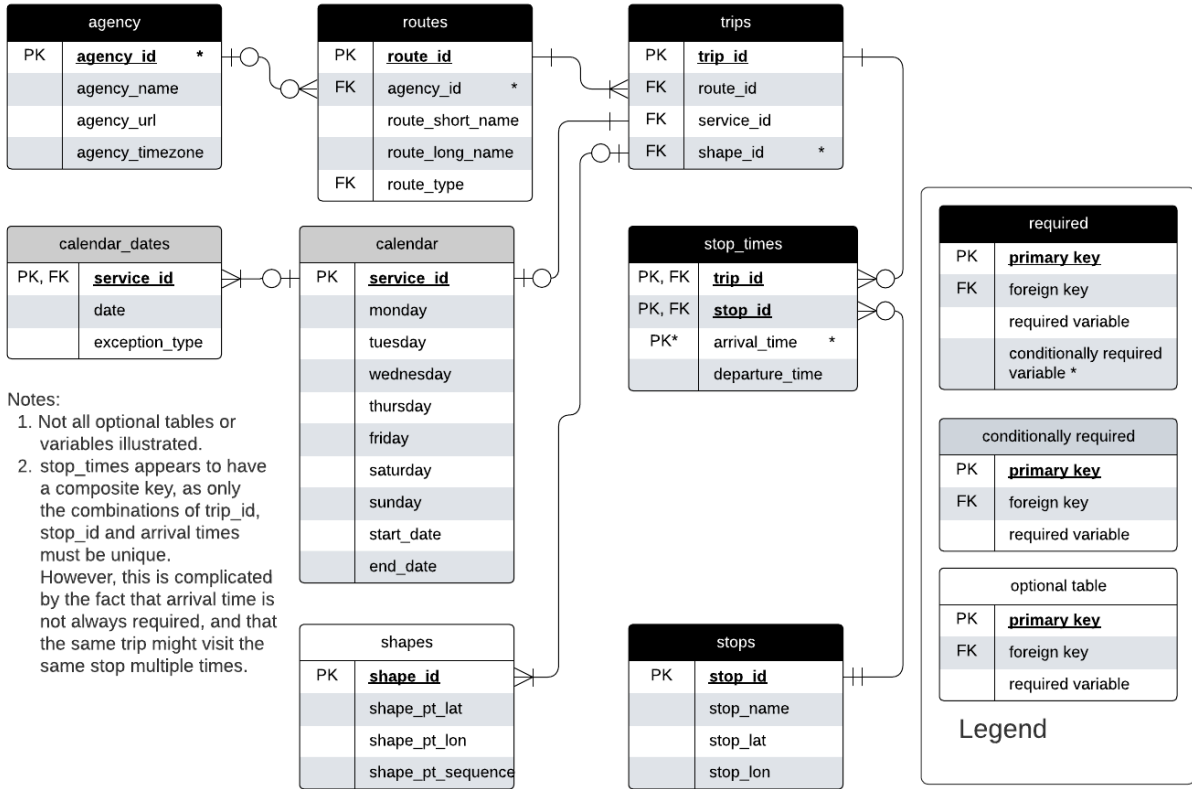 agency
PK agency_id *
agency_name
agency_url
agency_timezone
routes
PK route_id
FK agency_id *
route_short_name
route_long_name
FK route_type
trips
PK trip_id
FK route_id
FK service_id
FK shape_id *
calendar_dates
PK, FK service_id
date
exception_type
calendar
PK service_id
monday
tuesday
wednesday
thursday
friday
saturday
sunday
start_date
end_date
stop_times
PK, FK trip_id
PK, FK stop_id
PK* arrival_time *
departure_time
Notes:
1. Not all optional tables or
variables illustrated.
2. stop_times appears to have
a composite key, as only
the combinations of trip_id,
stop_id and arrival times
must be unique.
However, this is complicated
by the fact that arrival time is
not always required, and that
the same trip might visit the
same stop multiple times.
shapes
PK shape_id
shape_pt_lat
shape_pt_lon
shape_pt_sequence
stops
PK stop_id
stop_name
stop_lat
stop_lon
required
PK primary key
FK foreign key
required variable
conditionally required
variable *
conditionally required
PK primary key
FK foreign key
required variable
optional table
PK primary key
FK foreign key
required variable
Legend